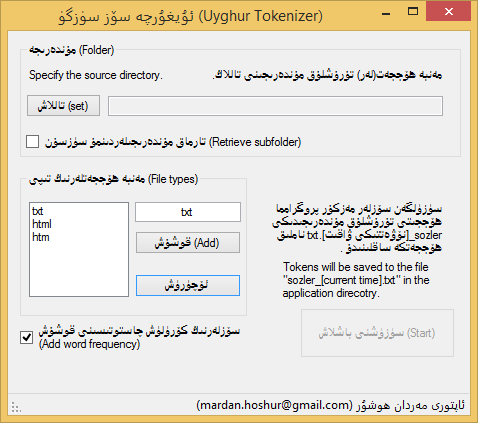 ئۇيغۇرچە سۆز سۈزگۈ (Uyghur Tokenizer)
مۇندەرىجە (Folder)
Specify the source directory.
مەنبە ھۆججەت(لەر) تۇرۇشلۇق مۇندەرىجىنى تاللاڭ.
تاللاش (set)
تارماق مۇندەرىجىلەردىنمۇ سۈزسۇن (Retrieve subfolder)
مەنبە ھۆججەتلەرنىڭ تىپى (File types)
txt
html
htm
txt
قوشۇش (Add)
ئۆچۈرۈش
سۈزۈلگەن سۆزلەر مەزكۇر پروگرامما
ھۆججىتى تۇرۇشلۇق مۇندەرىجىدىكى
sozler_[نۆۋەتتىكى ۋاقىت].txt ناملىق
ھۆججەتكە ساقلىنىدۇ.
Tokens will be saved to the file
"sozler_[current time].txt" in the
application direcotry.
سۆزلەرنىڭ كۆرۈلۈش چاستوتىسىنى قوشۇش
(Add word frequency)
سۈزۈشنى باشلاش (Start)
ئاپتورى مەردان ھوشۇر (mardan.hoshur@gmail.com)